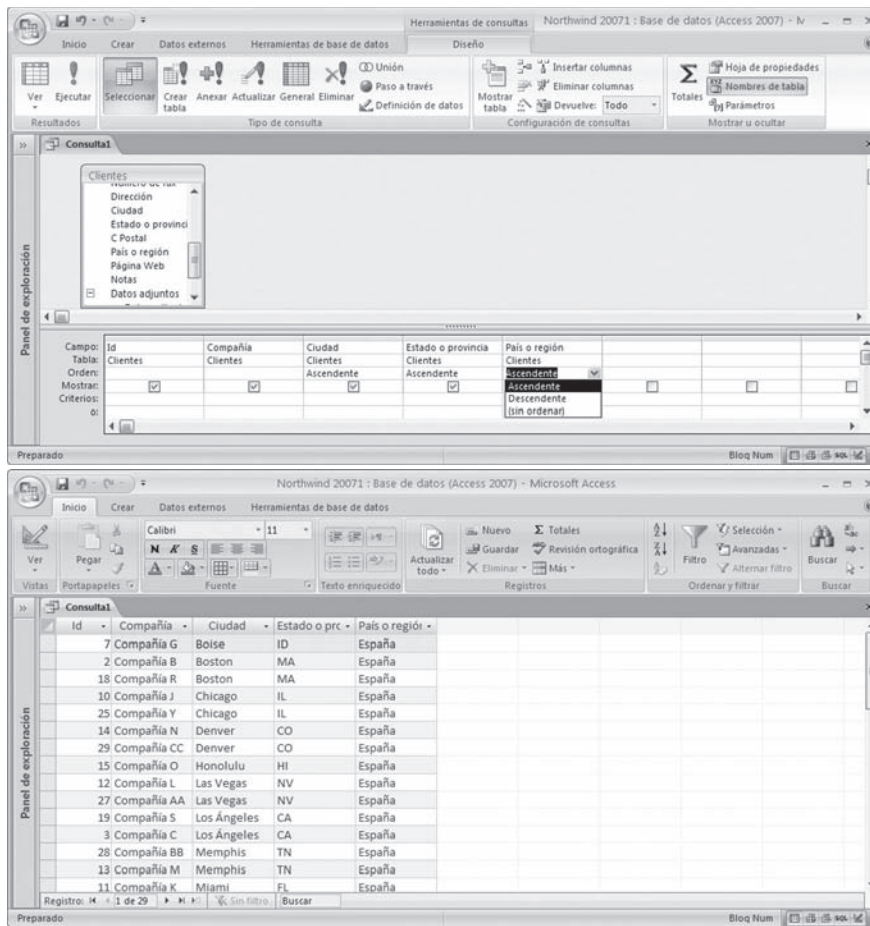 Herramientas de consultas
Northwind 20071 : Base de datos (Access 2007) - M
Inicio Crear Datos externos Herramientas de base de datos Diseño
Ver
Ejecutar
Seleccionar
Crear tabla
Anexar
Actualizar
General
Eliminar
Unión
Paso a través
Definición de datos
Mostrar tabla
Insertar columnas
Eliminar columnas
Devuelve: Todo
Totales
Hoja de propiedades
Nombres de tabla
Parámetros
Resultados
Tipo de consulta
Configuración de consultas
Mostrar u ocultar
Consulta1
Panel de exploración
Clientes
Dirección
Ciudad
Estado o provinci
C Postal
País o región
Página Web
Notas
Datos adjuntos
Campo: Id Compañía Ciudad Estado o provincia País o región
Tabla: Clientes Clientes Clientes Clientes Clientes
Orden: Ascendente Ascendente Ascendente
Mostrar: Ascendente
Criterios: Descendente
o: (sin ordenar)
Preparado
Bloq Num
SQL
Northwind 20071 : Base de datos (Access 2007) - Microsoft Access
Inicio Crear Datos externos Herramientas de base de datos
Ver
Pegar
Calibri 11
N K S
Actualizar todo
Nuevo
Guardar
Eliminar
Totales
Revisión ortográfica
Más
Filtro
Selección
Avanzadas
Alternar filtro
Buscar
Vistas
Portapapeles
Fuente
Texto enriquecido
Registros
Ordenar y filtrar
Buscar
Consulta1
Panel de exploración
Id Compañía Ciudad Estado o prc País o regiór
7 Compañía G Boise ID España
2 Compañía B Boston MA España
18 Compañía R Boston MA España
10 Compañía J Chicago IL España
25 Compañía Y Chicago IL España
14 Compañía N Denver CO España
29 Compañía CC Denver CO España
15 Compañía O Honolulu HI España
12 Compañía L Las Vegas NV España
27 Compañía AA Las Vegas NV España
19 Compañía S Los Ángeles CA España
3 Compañía C Los Ángeles CA España
28 Compañía BB Memphis TN España
13 Compañía M Memphis TN España
11 Compañía K Miami FL España
Registro: 1 de 29 Sin filtro Buscar
Preparado
Bloq Num
SQL